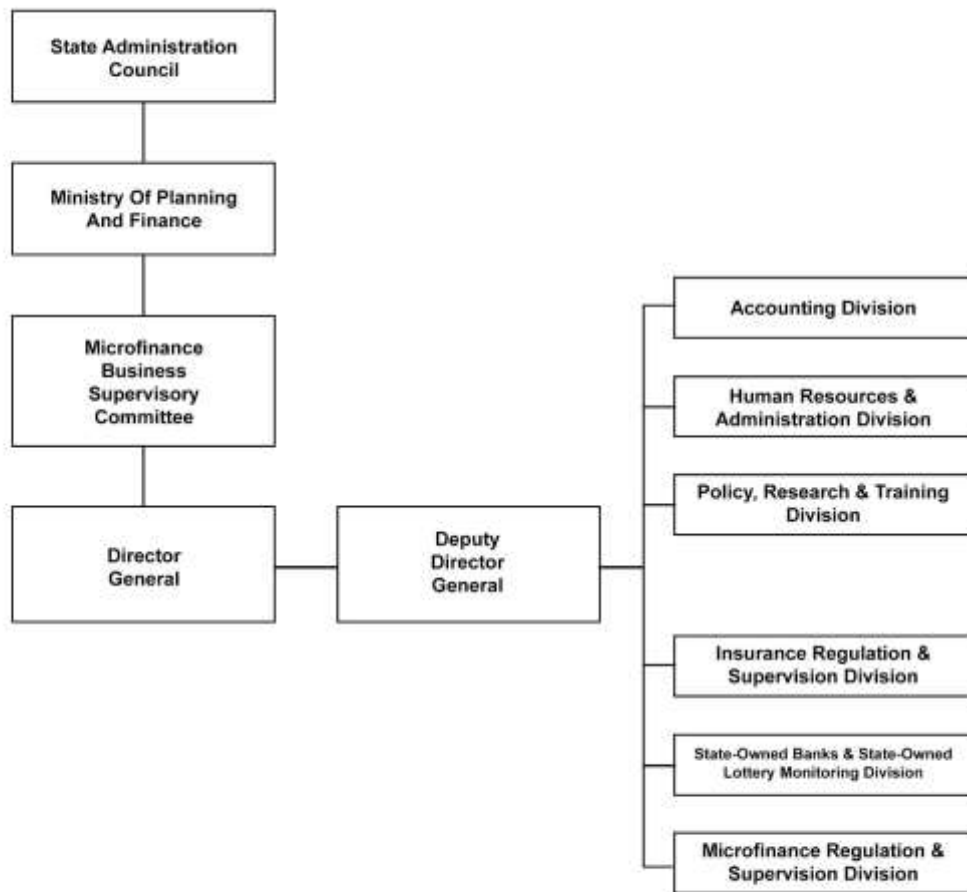 State Administration
Council
Ministry Of Planning
And Finance
Microfinance
Business
Supervisory
Committee
Director
General
Deputy
Director
General
Accounting Division
Human Resources &
Administration Division
Policy, Research & Training
Division
Insurance Regulation &
Supervision Division
State-Owned Banks & State-Owned
Lottery Monitoring Division
Microfinance Regulation &
Supervision Division